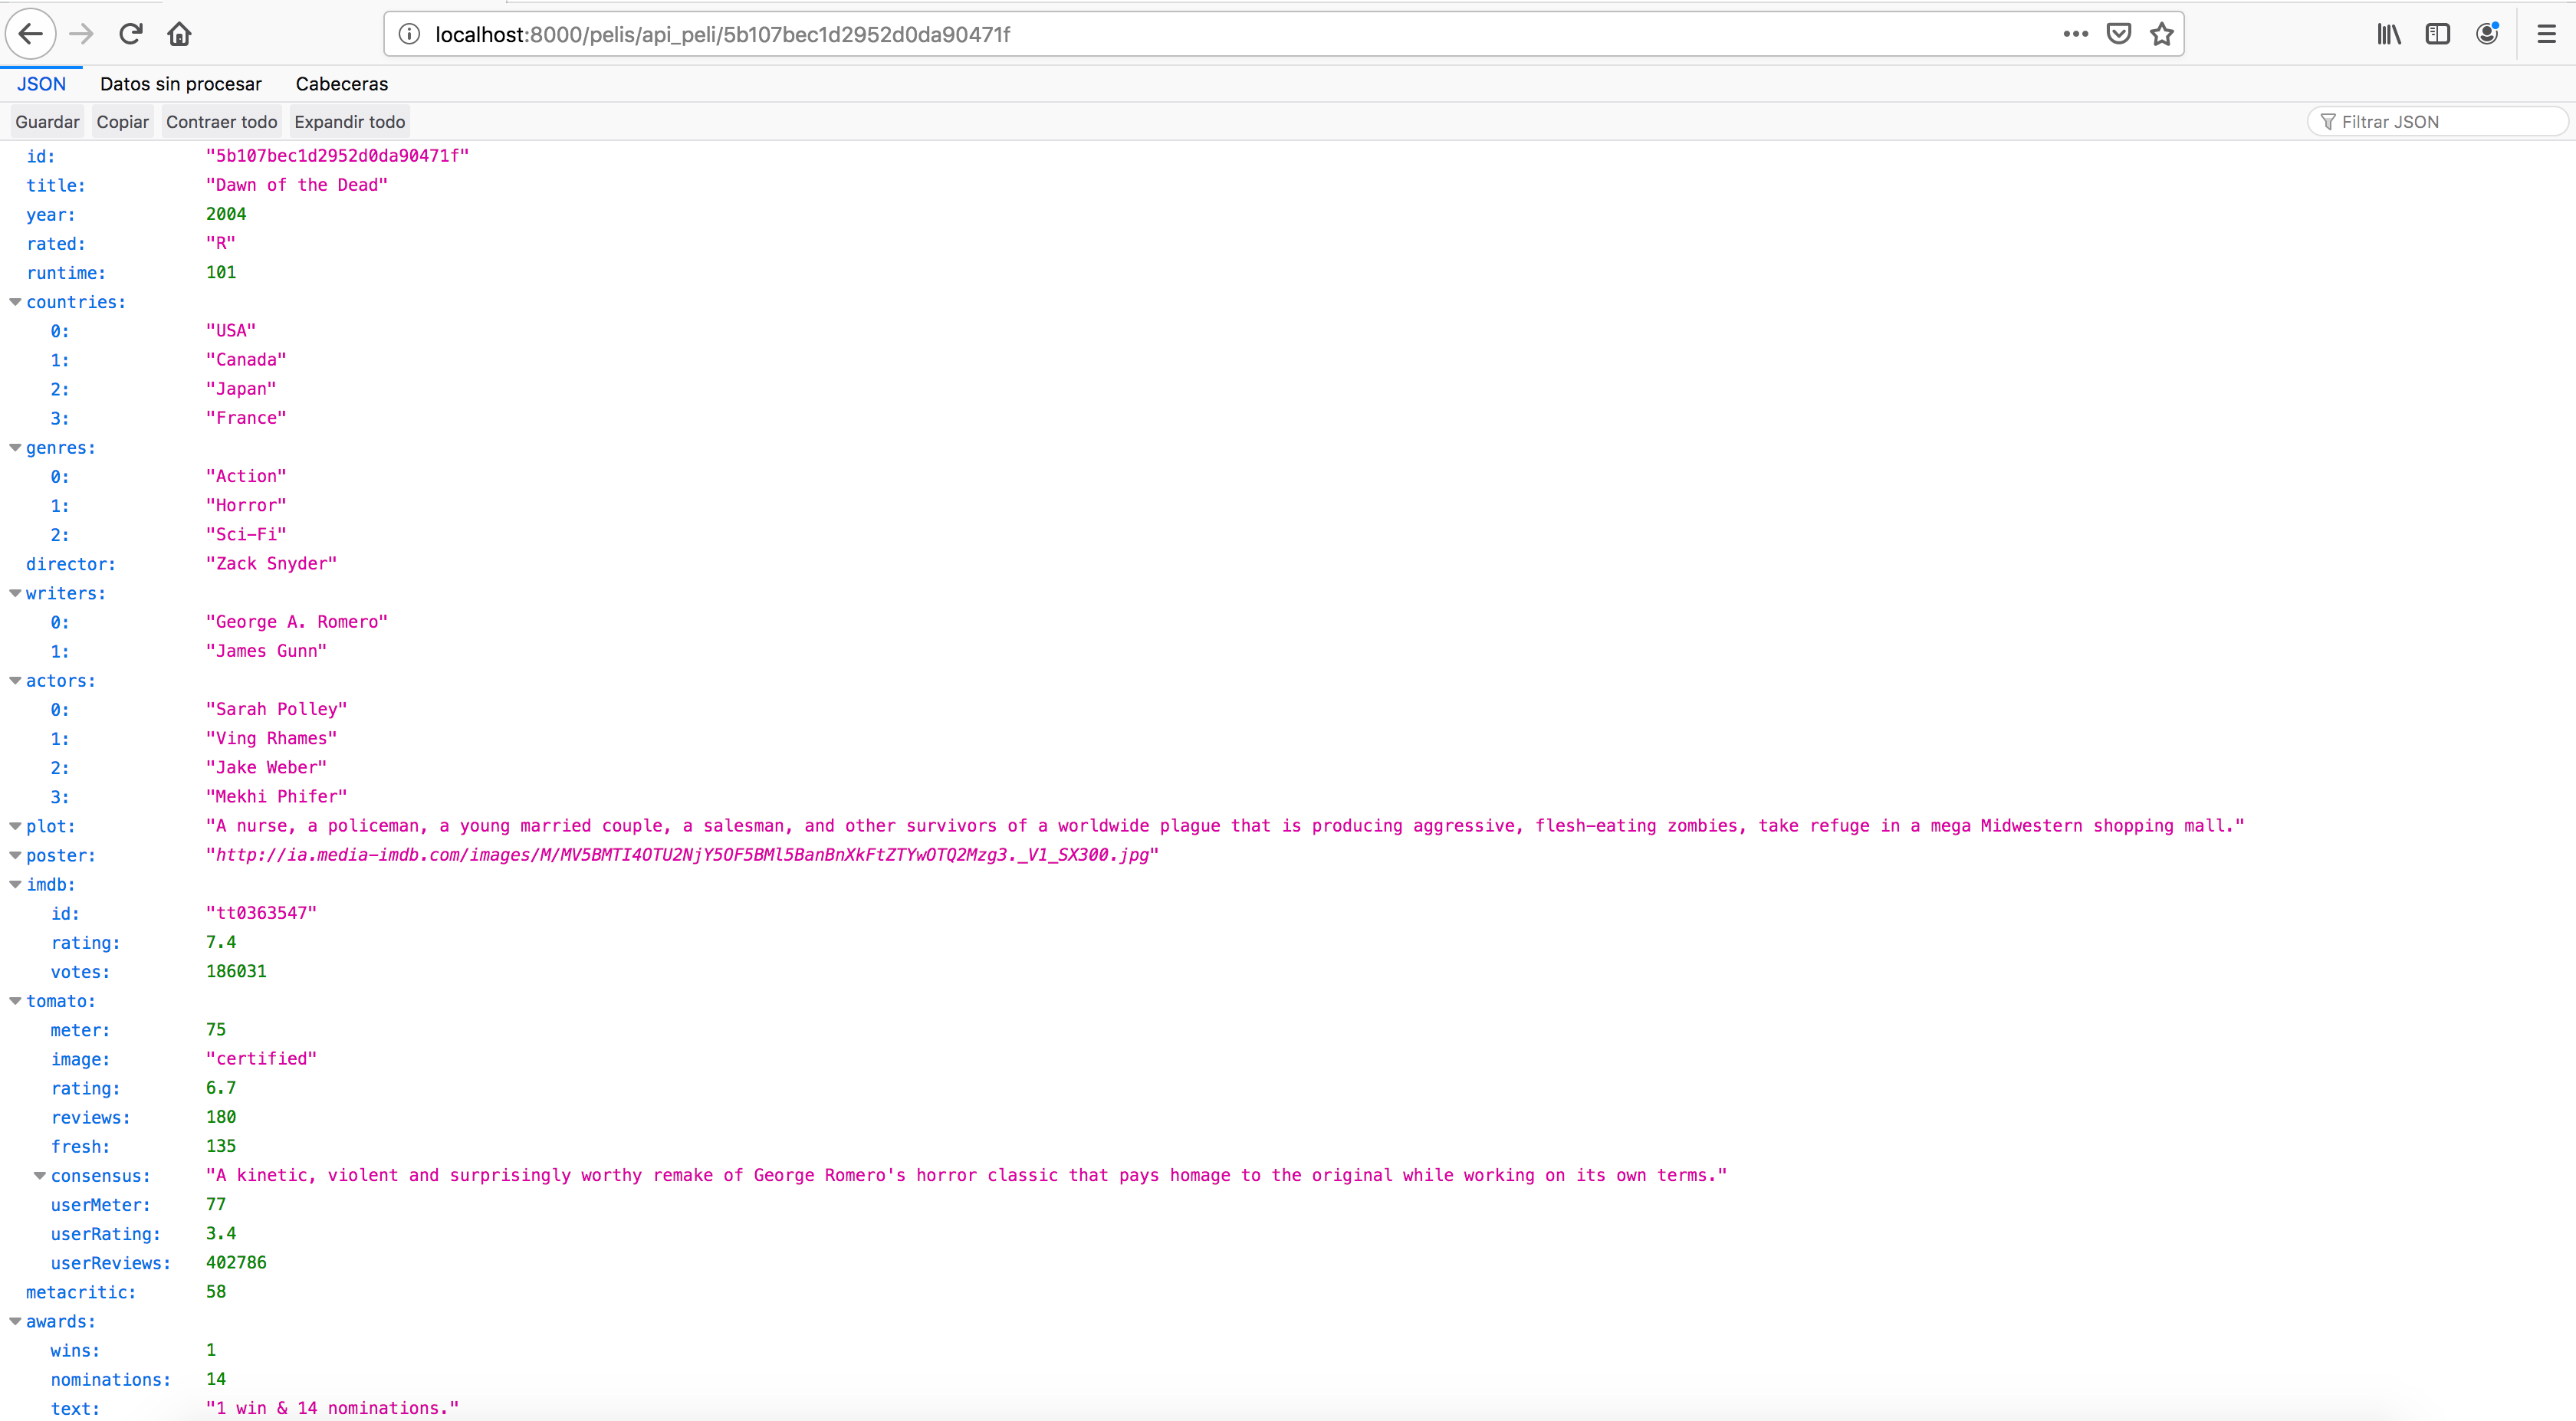 localhost:8000/pelis/api_peli/5b107bec1d2952d0da90471f
JSON Datos sin procesar Cabeceras
Guardar Copiar Contraer todo Expandir todo Filtrar JSON
id: "5b107bec1d2952d0da90471f"
title: "Dawn of the Dead"
year: 2004
rated: "R"
runtime: 101
countries:
0: "USA"
1: "Canada"
2: "Japan"
3: "France"
genres:
0: "Action"
1: "Horror"
2: "Sci-Fi"
director: "Zack Snyder"
writers:
0: "George A. Romero"
1: "James Gunn"
actors:
0: "Sarah Polley"
1: "Ving Rhames"
2: "Jake Weber"
3: "Mekhi Phifer"
plot: "A nurse, a policeman, a young married couple, a salesman, and other survivors of a worldwide plague that is producing aggressive, flesh-eating zombies, take refuge in a mega Midwestern shopping mall."
poster: "http://ia.media-imdb.com/images/M/MV5BMTI4OTU2NjY5OF5BMl5BanBnXkFtZTYwOTQ2Mzg3._V1_SX300.jpg"
imdb:
id: "tt0363547"
rating: 7.4
votes: 186031
tomato:
meter: 75
image: "certified"
rating: 6.7
reviews: 180
fresh: 135
consensus: "A kinetic, violent and surprisingly worthy remake of George Romero's horror classic that pays homage to the original while working on its own terms."
userMeter: 77
userRating: 3.4
userReviews: 402786
metacritic: 58
awards:
wins: 1
nominations: 14
text: "1 win & 14 nominations."